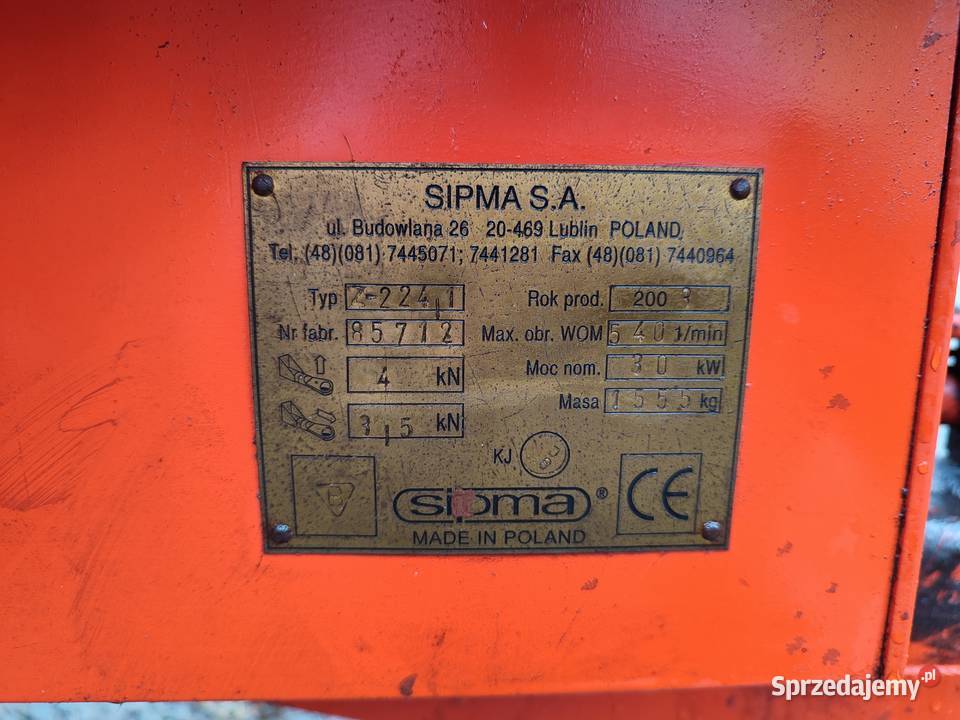 SIPMA S.A.
ul. Budowlana 26 20-469 Lublin POLAND
Tel. (48)(081) 7445071; 7441281 Fax (48)(081) 7440964
Typ Z-224,1 Rok prod. 2003
Nr fabr. 85712 Max. obr. WOM 540 1/min
4 kN Moc nom. 30 kW
3,5 kN Masa 1555 kg
KJ
B sipma® CE
MADE IN POLAND
Sprzedajemy.pl